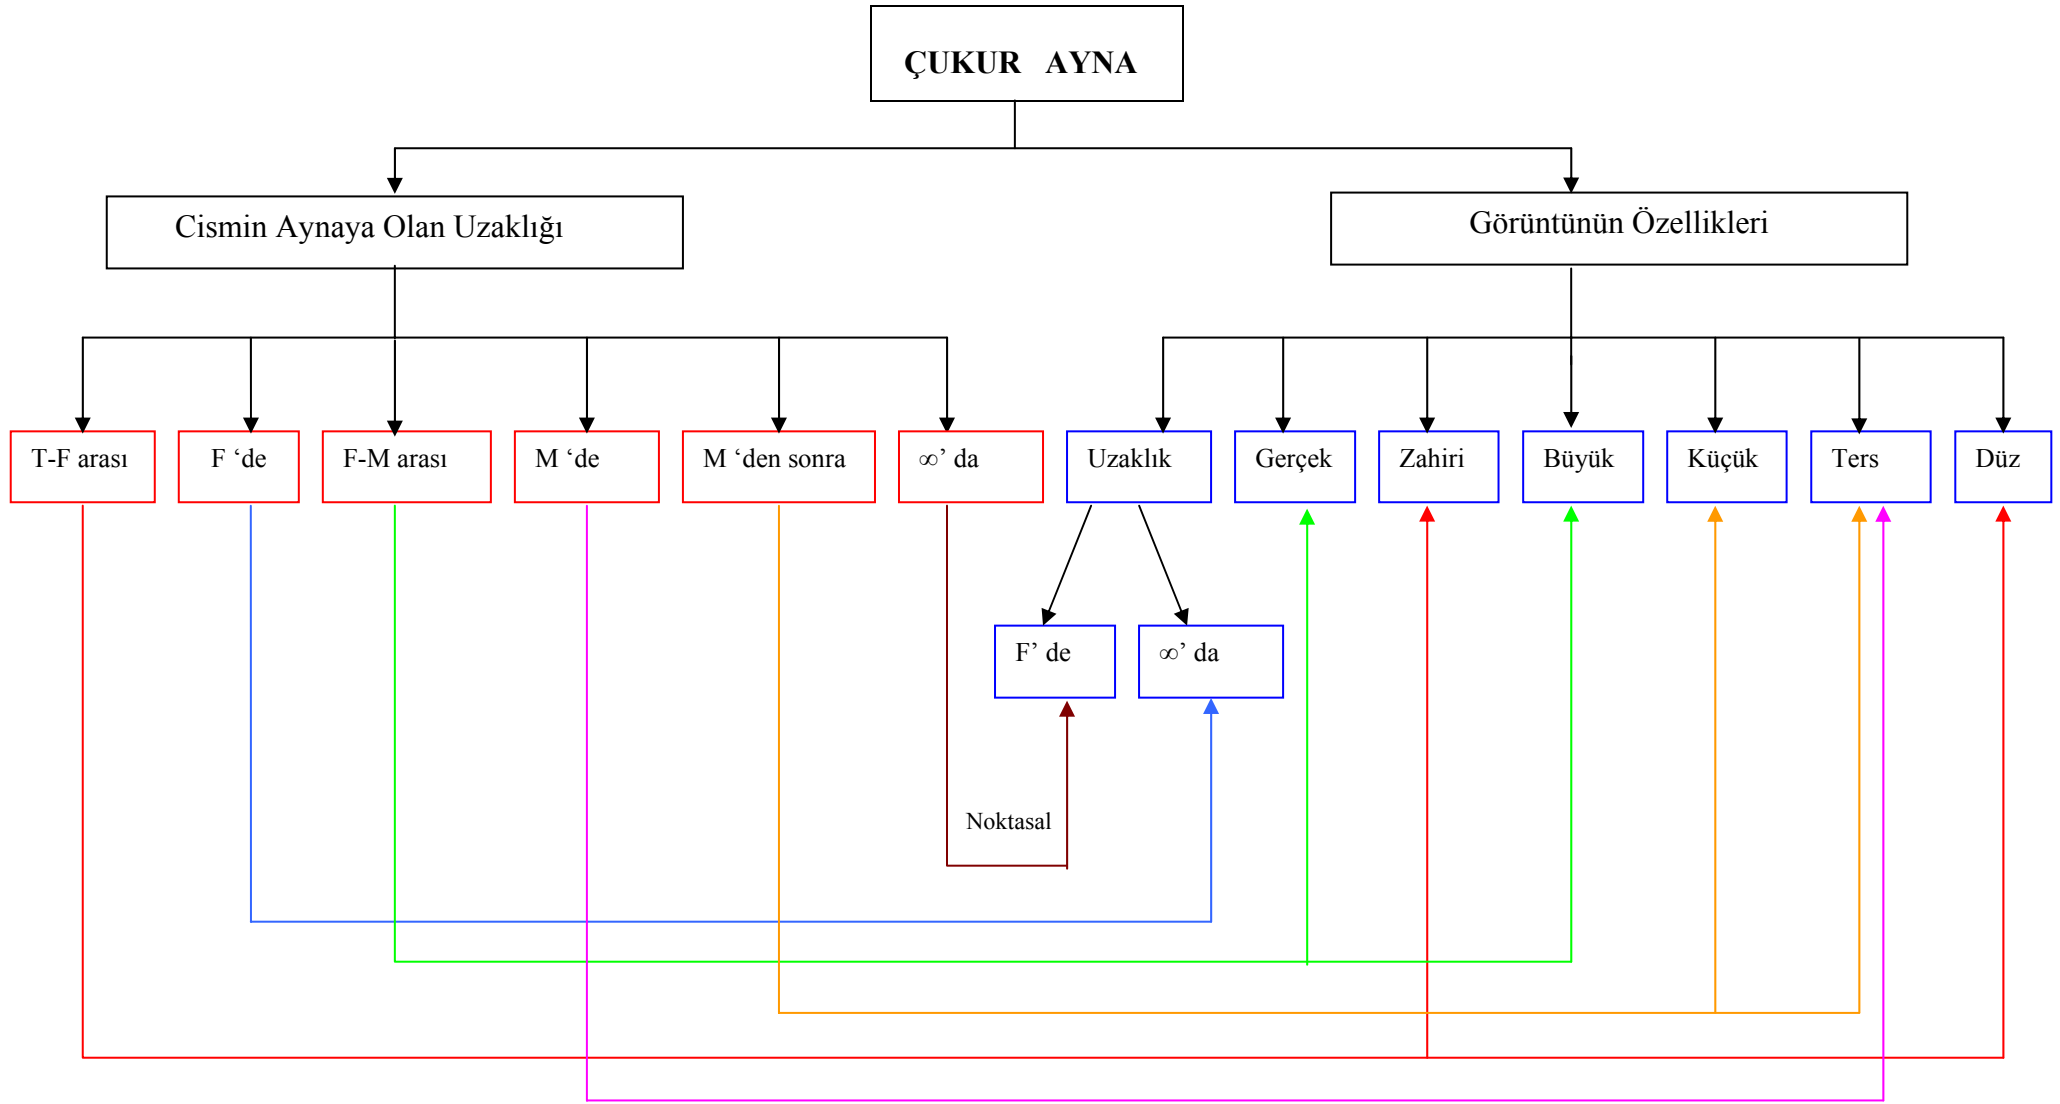 ÇUKUR AYNA
Cismin Aynaya Olan Uzaklığı
Görüntünün Özellikleri
T-F arası
F ‘de
F-M arası
M ‘de
M ‘den sonra
∞’ da
Uzaklık
Gerçek
Zahiri
Büyük
Küçük
Ters
Düz
F’ de
∞’ da
Noktasal